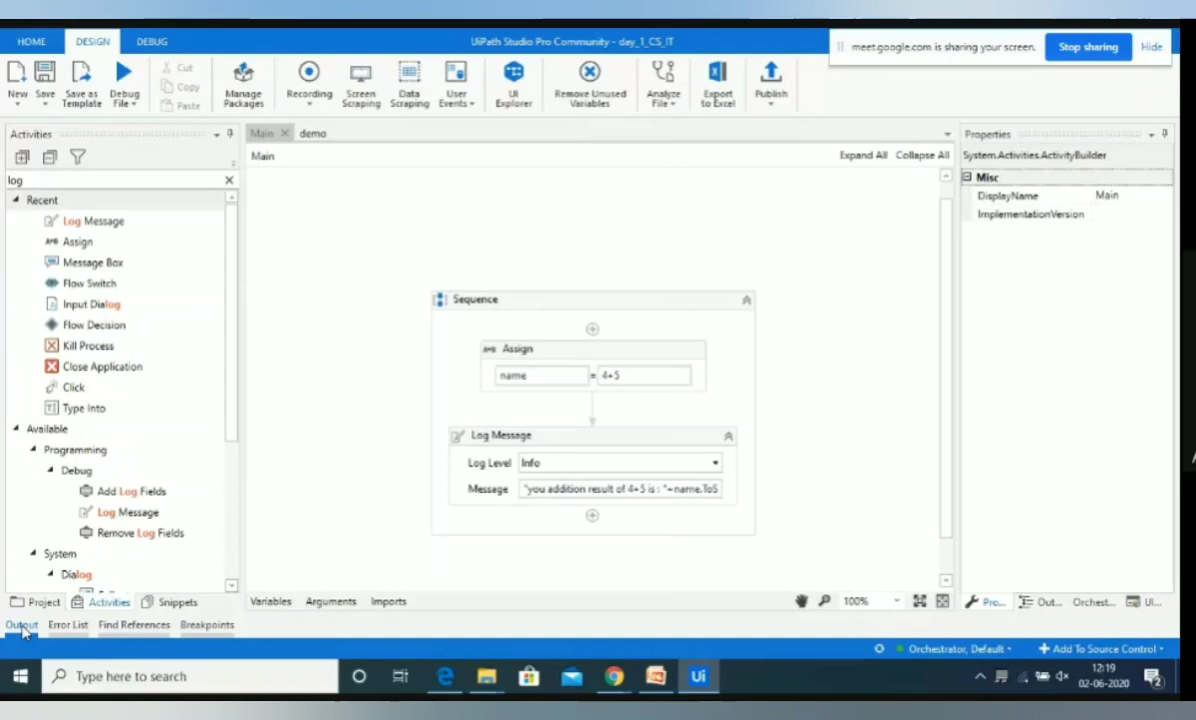 HOME DESIGN DEBUG UiPath Studio Pro Community - day_1_CS_IT meet.google.com is sharing your screen. Stop sharing Hide
New Save Save as Template Debug File Cut Copy Paste Manage Packages Recording Screen Scraping Data Scraping User Events UI Explorer Remove Unused Variables Analyze File Export to Excel Publish
Activities Main demo Properties
Main Expand All Collapse All System.Activities.ActivityBuilder
log Misc
Recent DisplayName Main
Log Message ImplementationVersion
Assign
Message Box
Flow Switch
Input Dialog Sequence
Flow Decision
Kill Process Assign
Close Application name = 4+5
Click
Type Into
Available Log Message
Programming Log Level Info
Debug Message "you addition result of 4+5 is : "+name.ToS
Add Log Fields
Log Message
Remove Log Fields
System
Dialog
Project Activities Snippets Variables Arguments Imports 100% Pro... Out... Orchest... UI...
Output Error List Find References Breakpoints
Orchestrator, Default Add To Source Control
Type here to search Ui 12:19
02-06-2020 2